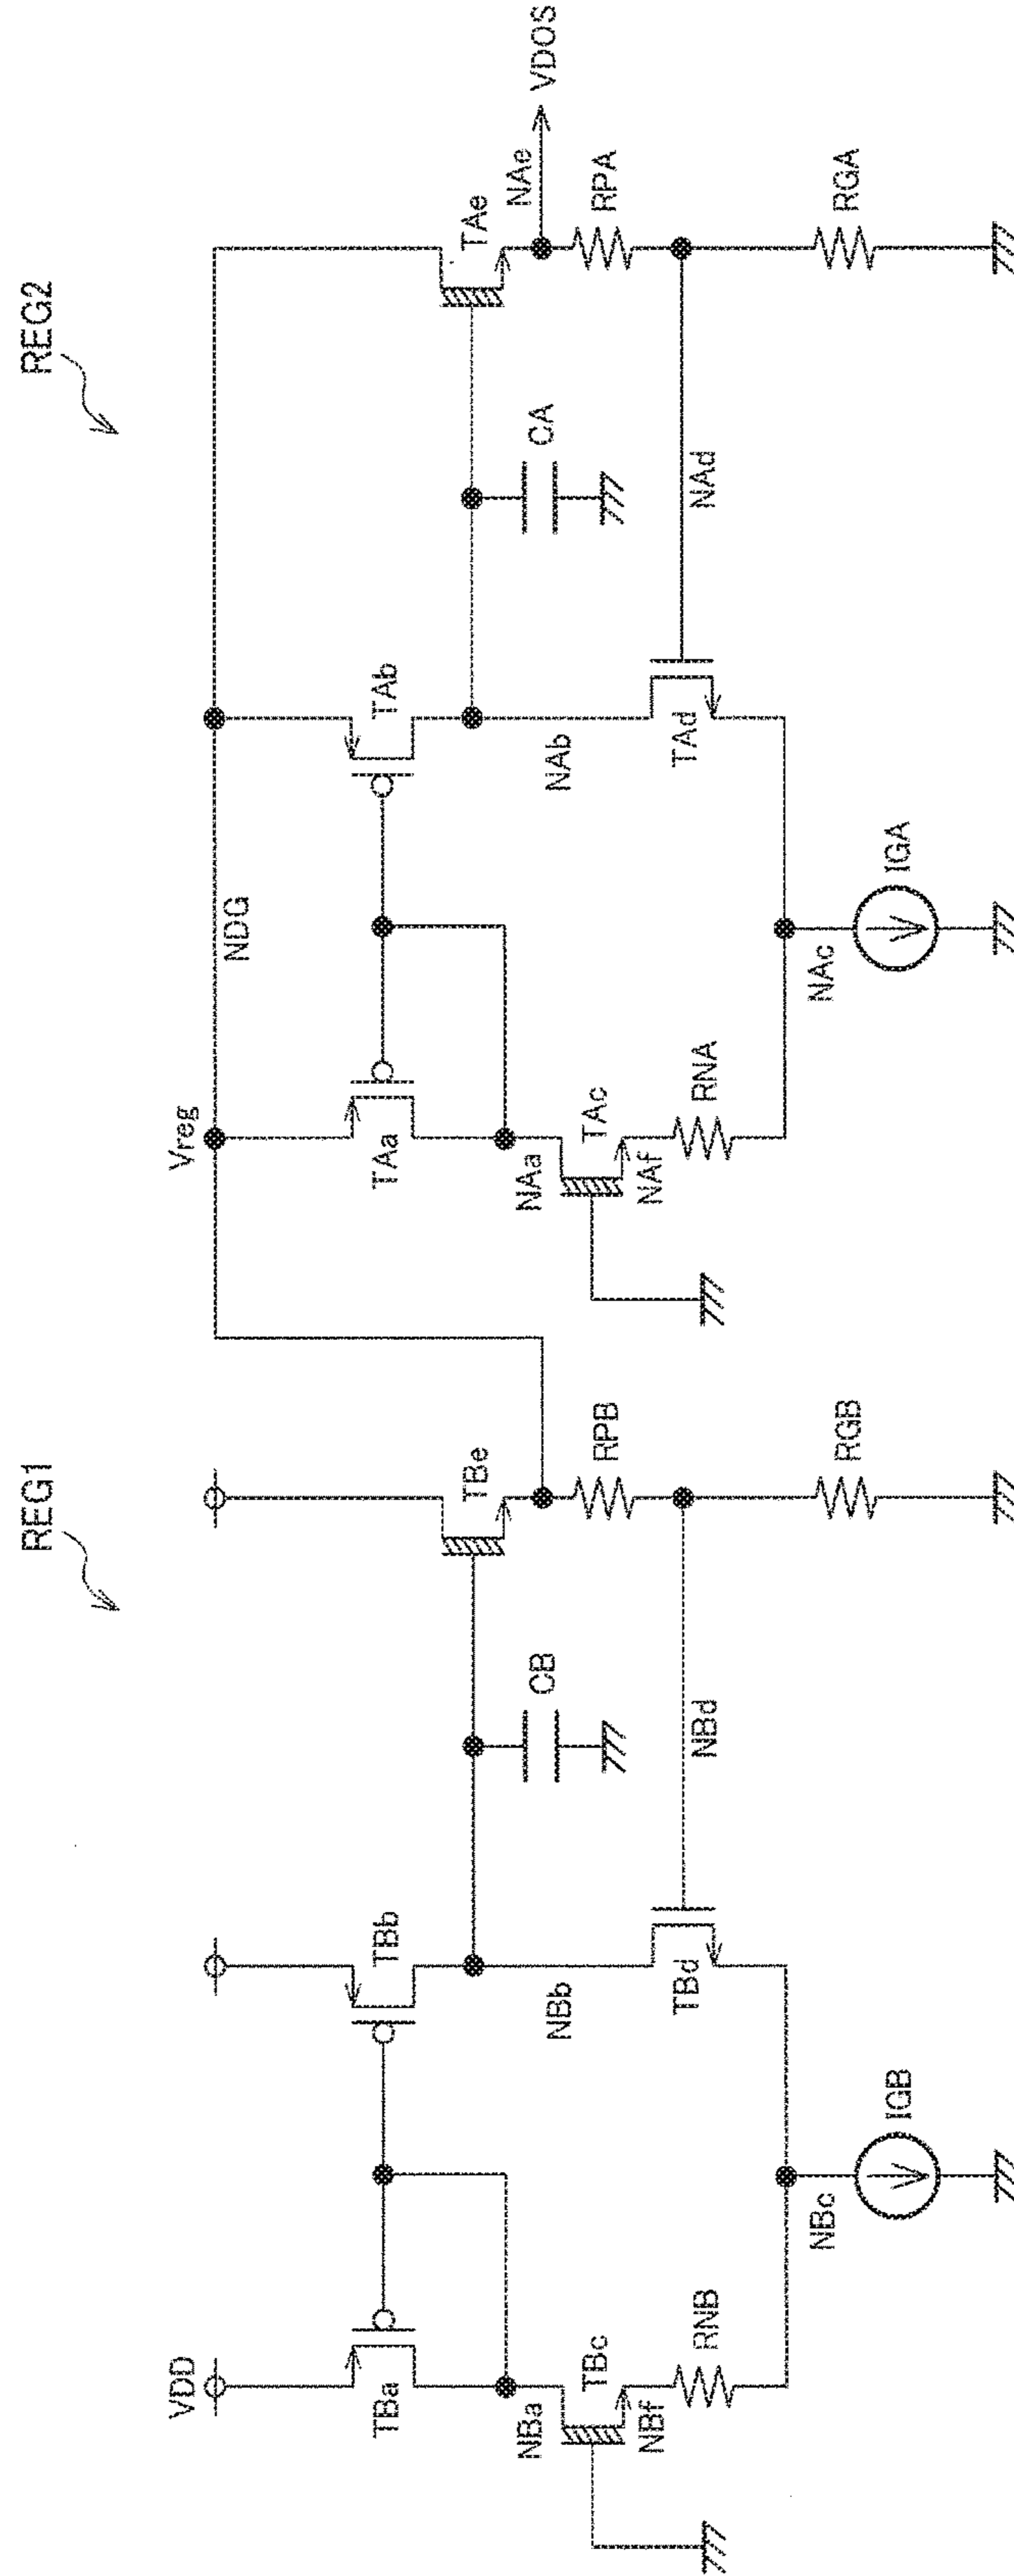 REG1
REG2
VDD
TBa
TBb
NBa
TBc
NBf
RNB
NBb
TBd
NBc
IGB
CB
NBd
TBe
RPB
RGB
Vreg
NDG
TAa
TAb
NAa
TAc
NAf
RNA
NAb
TAd
NAc
IGA
CA
NAd
TAe
NAe
VDOS
RPA
RGA